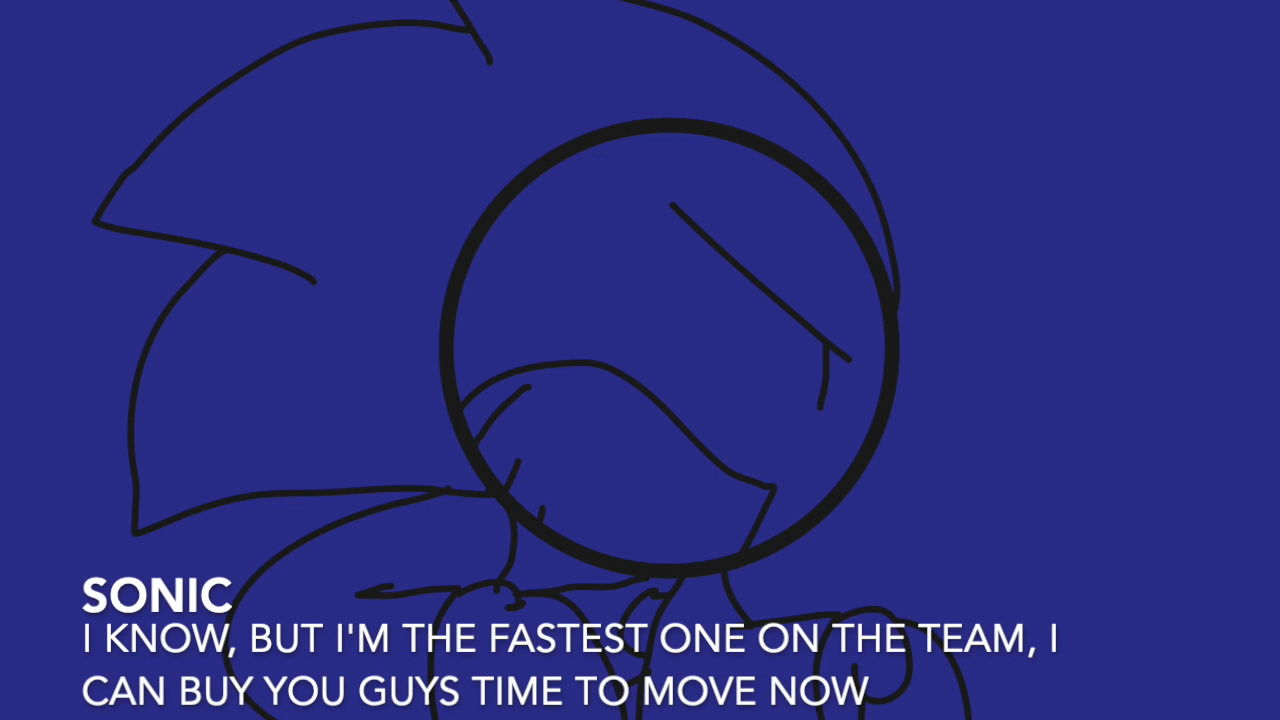 SONIC
I KNOW, BUT I'M THE FASTEST ONE ON THE TEAM, I
CAN BUY YOU GUYS TIME TO MOVE NOW